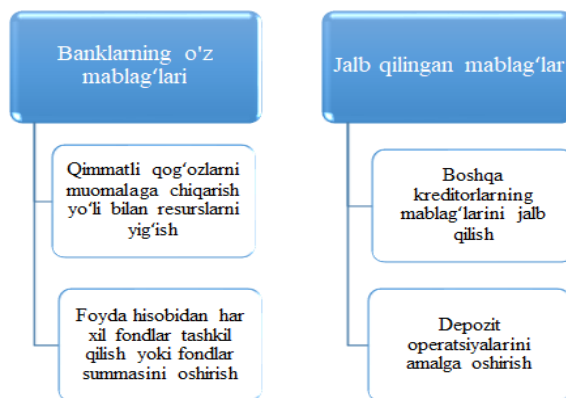 Banklarning o'z
mablag‘lari
Qimmatli qog‘ozlarni
muomalaga chiqarish
yo‘li bilan resurslarni
yig‘ish
Foyda hisobidan har
xil fondlar tashkil
qilish yoki fondlar
summasini oshirish
Jalb qilingan mablag‘lar
Boshqa
kreditorlarning
mablag‘larini jalb
qilish
Depozit
operatsiyalarini
amalga oshirish